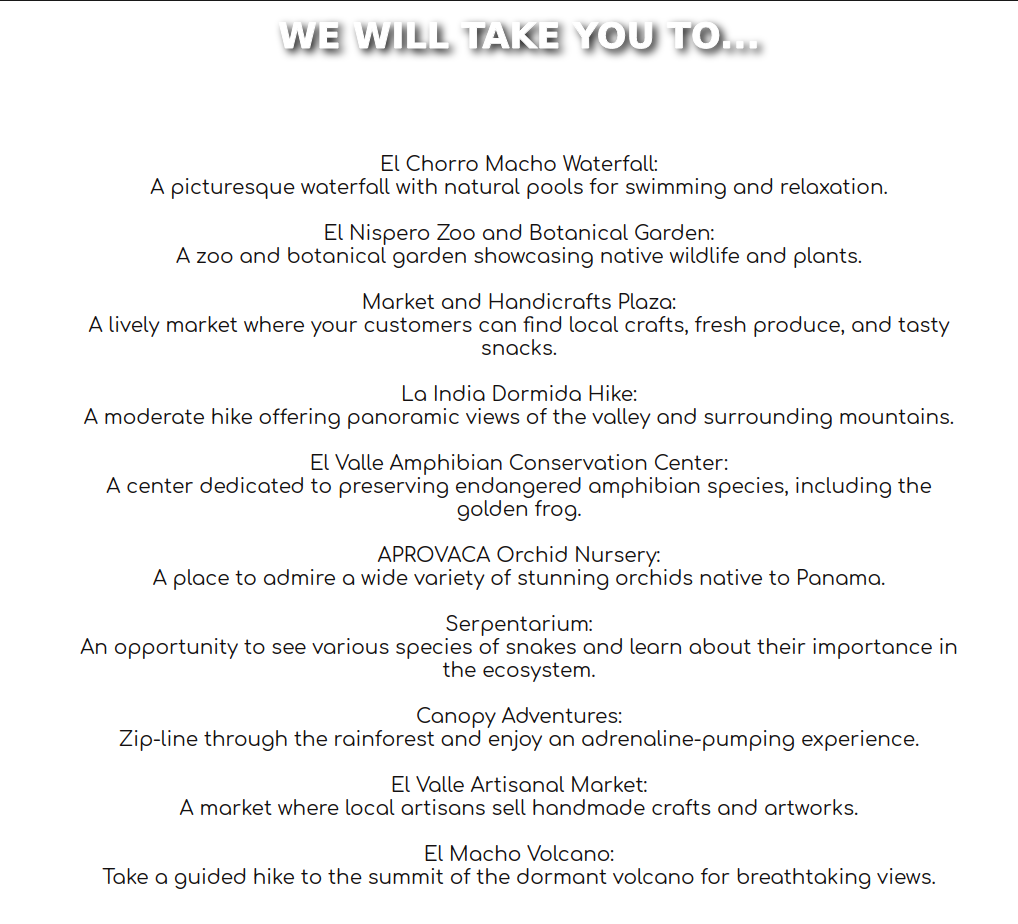 WE WILL TAKE YOU TO...
El Chorro Macho Waterfall:
A picturesque waterfall with natural pools for swimming and relaxation.
El Nispero Zoo and Botanical Garden:
A zoo and botanical garden showcasing native wildlife and plants.
Market and Handicrafts Plaza:
A lively market where your customers can find local crafts, fresh produce, and tasty
snacks.
La India Dormida Hike:
A moderate hike offering panoramic views of the valley and surrounding mountains.
El Valle Amphibian Conservation Center:
A center dedicated to preserving endangered amphibian species, including the
golden frog.
APROVACA Orchid Nursery:
A place to admire a wide variety of stunning orchids native to Panama.
Serpentarium:
An opportunity to see various species of snakes and learn about their importance in
the ecosystem.
Canopy Adventures:
Zip-line through the rainforest and enjoy an adrenaline-pumping experience.
El Valle Artisanal Market:
A market where local artisans sell handmade crafts and artworks.
El Macho Volcano:
Take a guided hike to the summit of the dormant volcano for breathtaking views.